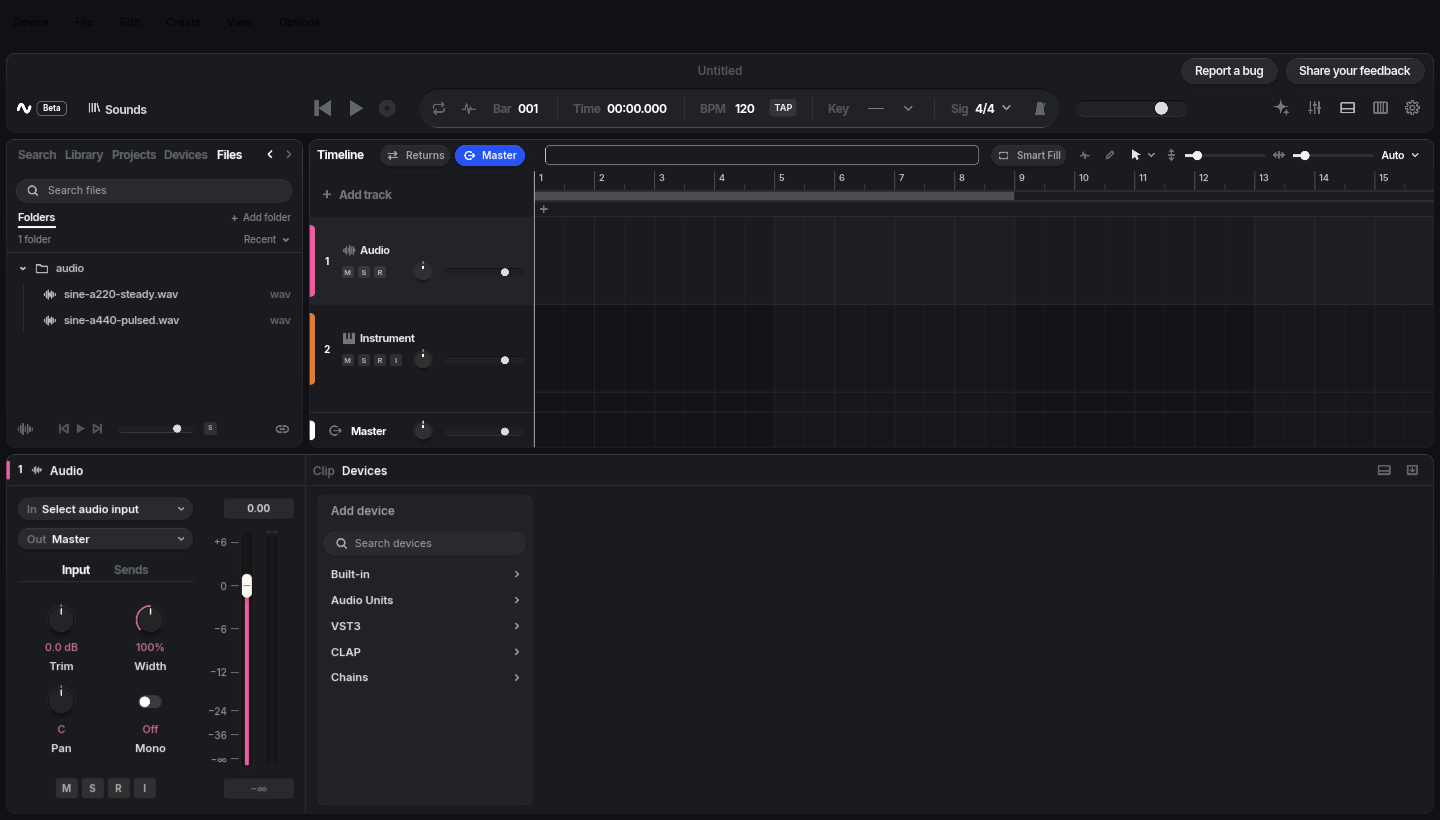 Device File Edit Create View Options
Untitled
Report a bug Share your feedback
Beta Sounds
Bar 001 Time 00:00.000 BPM 120 TAP Key — Sig 4/4
Search Library Projects Devices Files
Timeline Returns Master Smart Fill Auto
Search files
1 2 3 4 5 6 7 8 9 10 11 12 13 14 15
+ Add track
Folders + Add folder
1 folder Recent
audio
sine-a220-steady.wav wav
sine-a440-pulsed.wav wav
1 Audio
M S R
2 Instrument
M S R I
S
Master
1 Audio
Clip Devices
In Select audio input 0.00
Out Master
Input Sends
+6
0
−6
−12
−24
−36
−∞
0.0 dB 100%
Trim Width
C Off
Pan Mono
M S R I −∞
Add device
Search devices
Built-in
Audio Units
VST3
CLAP
Chains